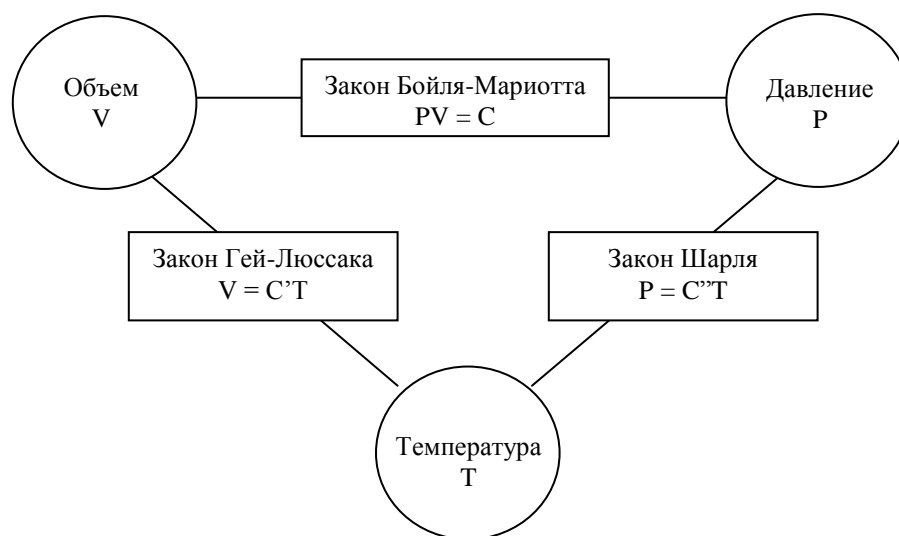 Объем
V
Закон Бойля-Мариотта
PV = C
Давление
P
Закон Гей-Люссака
V = C’T
Закон Шарля
P = C”T
Температура
T